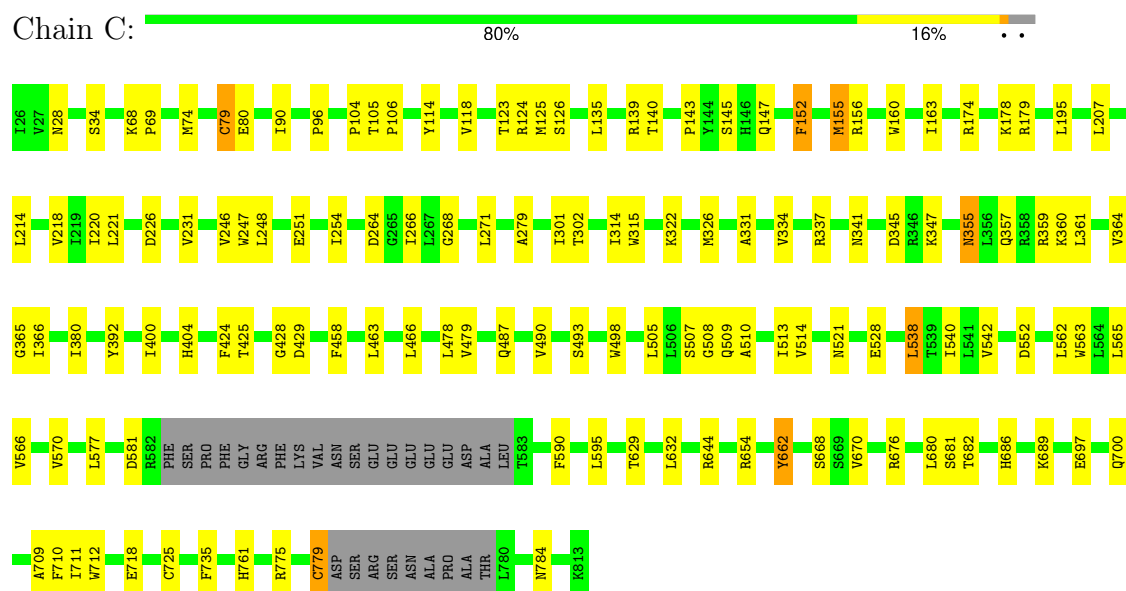 Chain C:
80% 16% • •
I26 V27 N28 S34 K68 P69 M74 C79 E80 I90 P96 P104 T105 P106 Y114 V118 T123 R124 M125 S126 L135 R139 T140 P143 Y144 S145 H146 Q147 F152 M155 R156 W160 I163 R174 K178 R179 L195 L207
L214 V218 I219 I220 L221 D226 V231 V246 W247 L248 E251 I254 D264 G265 I266 L267 G268 L271 A279 I301 T302 I314 W315 K322 M326 A331 V334 R337 N341 D345 R346 K347 N355 L356 Q357 R358 R359 K360 L361 V364
G365 I366 I380 Y392 I400 H404 F424 T425 G428 D429 F458 L463 L466 L478 V479 Q487 V490 S493 W498 L505 L506 S507 G508 Q509 A510 I513 V514 N521 E528 L538 T539 I540 L541 V542 D552 L562 W563 L564 L565
V566 V570 L577 D581 R582 PHE SER PRO PHE GLY ARG PHE LYS VAL ASN SER GLU GLU GLU GLU ASP ALA LEU T583 F590 L595 T629 L632 R644 R654 Y662 S668 S669 V670 R676 L680 S681 T682 H686 K689 E697 Q700
A709 F710 I711 W712 E718 C725 F735 H761 R775 C779 ASP SER ARG SER ASN ALA PRO ALA THR L780 N784 K813